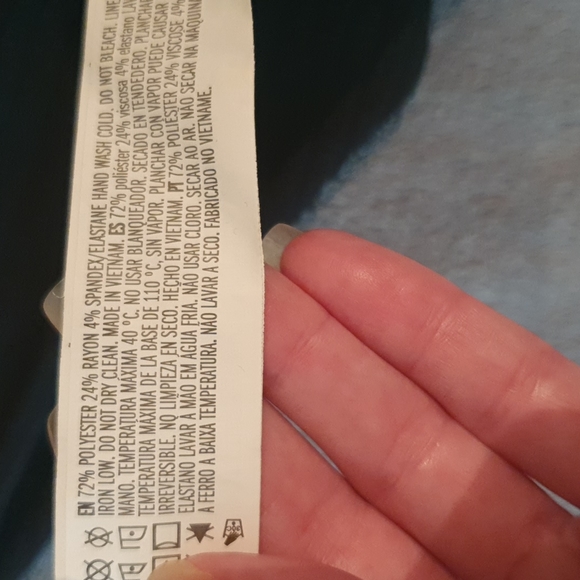 EN 72% POLYESTER 24% RAYON 4% SPANDEX/ELASTANE HAND WASH COLD. DO NOT BLEACH. LINE
IRON LOW. DO NOT DRY CLEAN. MADE IN VIETNAM. ES 72% poliéster 24% viscosa 4% elastano LAV
MANO. TEMPERATURA MÁXIMA 40 ºC. NO USAR BLANQUEADOR. SECADO EN TENDEDERO. PLANCHAR
TEMPERATURA MÁXIMA DE LA BASE DE 110 ºC, SIN VAPOR. PLANCHAR CON VAPOR PUEDE CAUSAR
IRREVERSIBLE. NO LIMPIEZA EN SECO. HECHO EN VIETNAM. PT 72% POLIÉSTER 24% VISCOSE 4%
ELASTANO LAVAR À MÃO EM ÁGUA FRIA. NÃO USAR CLORO. SECAR AO AR. NÃO SECAR NA MÁQUINA
A FERRO A BAIXA TEMPERATURA. NÃO LAVAR A SECO. FABRICADO NO VIETNAME.